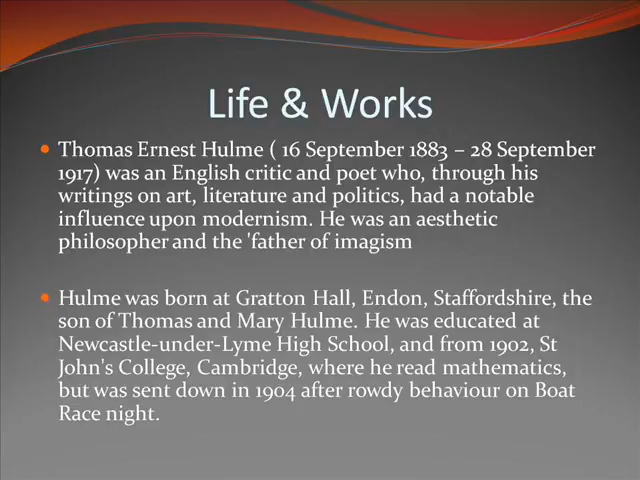 Life & Works
Thomas Ernest Hulme ( 16 September 1883 – 28 September
1917) was an English critic and poet who, through his
writings on art, literature and politics, had a notable
influence upon modernism. He was an aesthetic
philosopher and the 'father of imagism
Hulme was born at Gratton Hall, Endon, Staffordshire, the
son of Thomas and Mary Hulme. He was educated at
Newcastle-under-Lyme High School, and from 1902, St
John's College, Cambridge, where he read mathematics,
but was sent down in 1904 after rowdy behaviour on Boat
Race night.